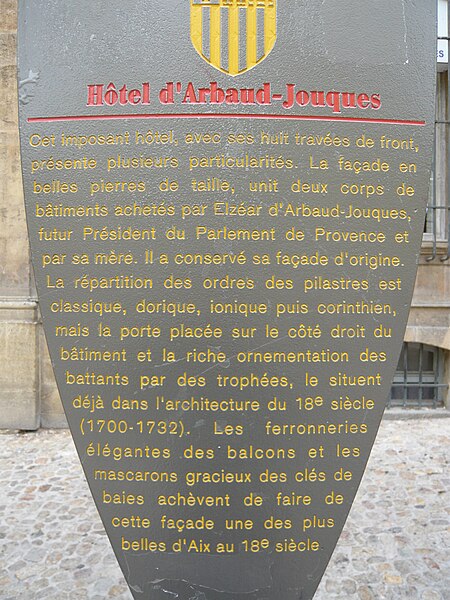 Hôtel d'Arbaud-Jouques
Cet imposant hôtel, avec ses huit travées de front,
présente plusieurs particularités. La façade en
belles pierres de taille, unit deux corps de
bâtiments achetés par Elzéar d'Arbaud-Jouques,
futur Président du Parlement de Provence et
par sa mère. Il a conservé sa façade d'origine.
La répartition des ordres des pilastres est
classique, dorique, ionique puis corinthien,
mais la porte placée sur le côté droit du
bâtiment et la riche ornementation des
battants par des trophées, le situent
déjà dans l'architecture du 18e siècle
(1700-1732). Les ferronneries
élégantes des balcons et les
mascarons gracieux des clés de
baies achèvent de faire de
cette façade une des plus
belles d'Aix au 18e siècle.